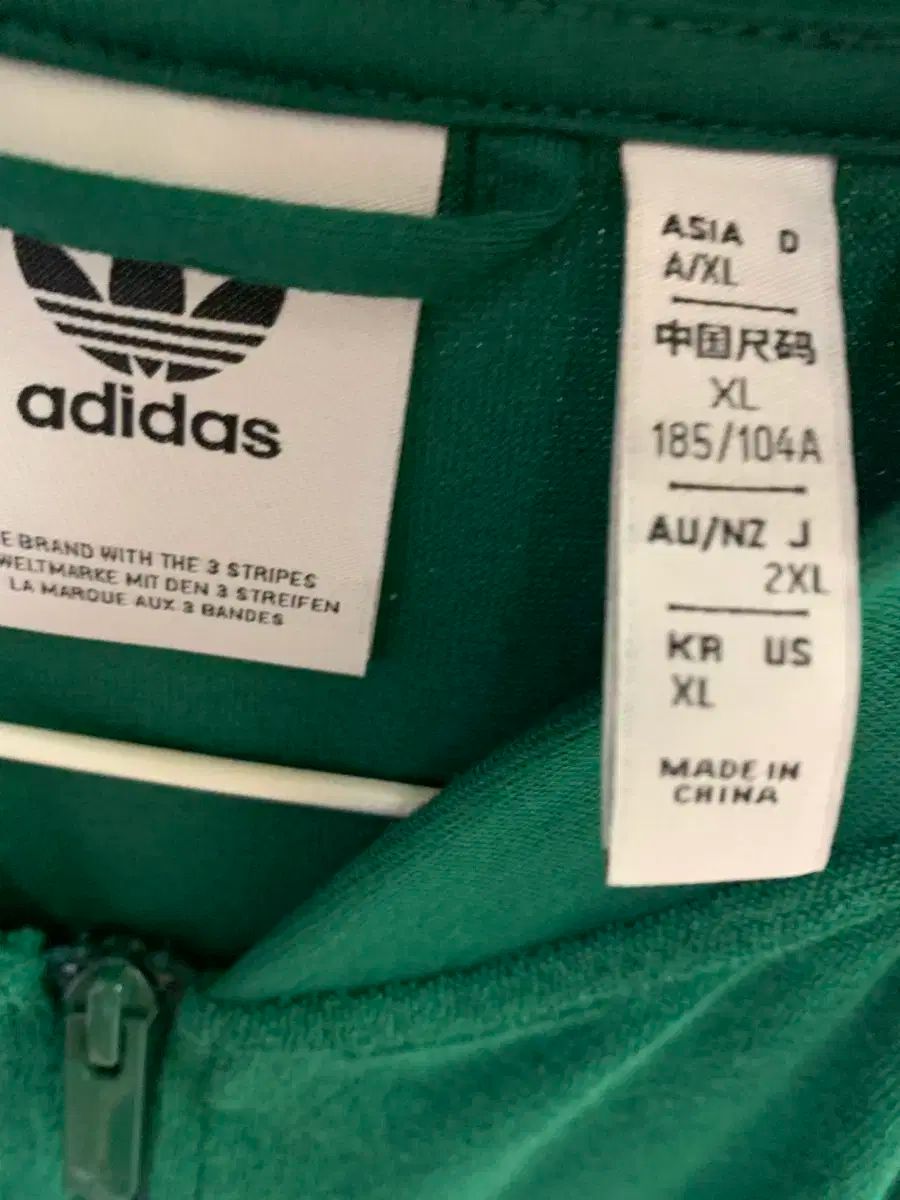 adidas
E BRAND WITH THE 3 STRIPES
WELTMARKE MIT DEN 3 STREIFEN
LA MARQUE AUX 3 BANDES
ASIA D
A/XL
中国尺码
XL
185/104A
AU/NZ J
2XL
KR US
XL
MADE IN
CHINA